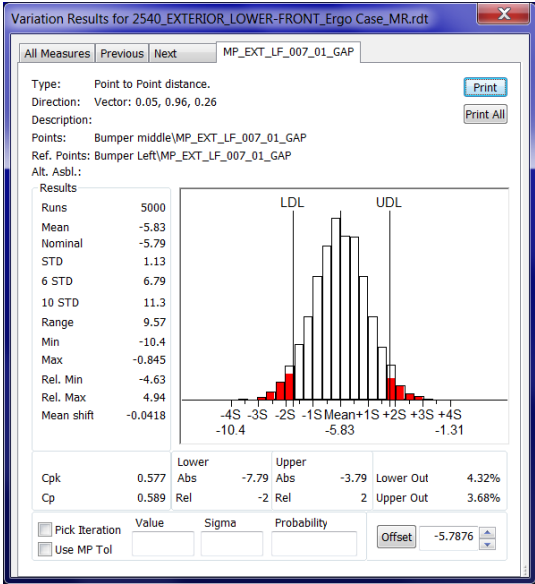 Variation Results for 2540_EXTERIOR_LOWER-FRONT_Ergo Case_MR.rdt
X
All Measures Previous Next MP_EXT_LF_007_01_GAP
Type: Point to Point distance.
Print
Direction: Vector: 0.05, 0.96, 0.26
Description:
Print All
Points: Bumper middle\MP_EXT_LF_007_01_GAP
Ref. Points: Bumper Left\MP_EXT_LF_007_01_GAP
Alt. Asbl.:
Results
Runs 5000
Mean -5.83
Nominal -5.79
STD 1.13
6 STD 6.79
10 STD 11.3
Range 9.57
Min -10.4
Max -0.845
Rel. Min -4.63
Rel. Max 4.94
Mean shift -0.0418
LDL UDL
-4S -3S -2S -1S Mean +1S +2S +3S +4S
-10.4 -5.83 -1.31
Lower Upper
Cpk 0.577 Abs -7.79 Abs -3.79 Lower Out 4.32%
Cp 0.589 Rel -2 Rel 2 Upper Out 3.68%
Value Sigma Probability
Pick Iteration
Use MP Tol
Offset -5.7876